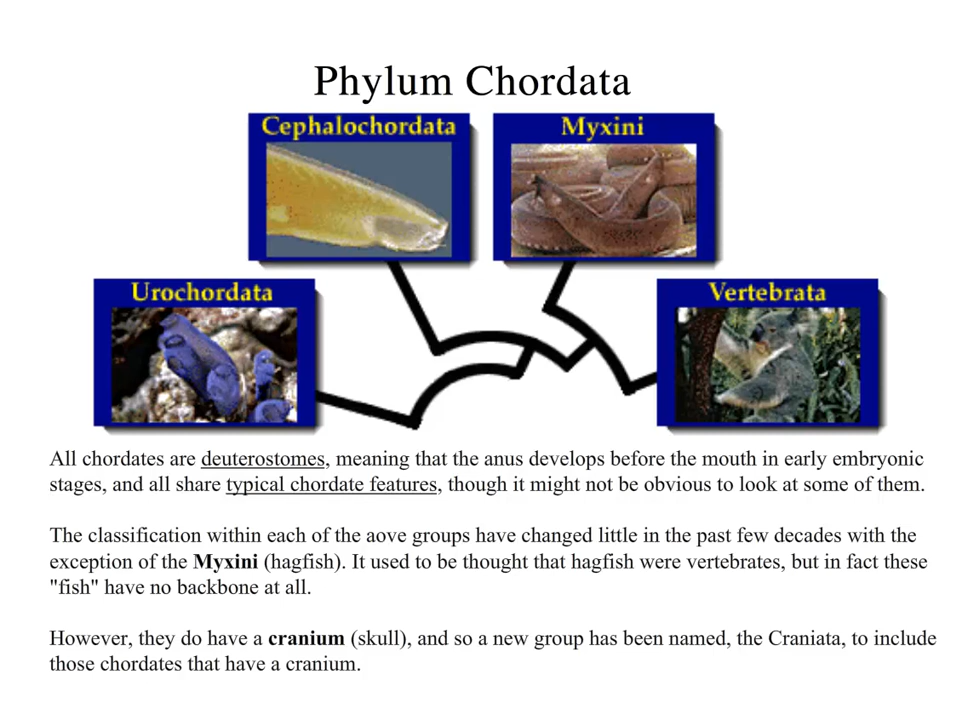 Phylum Chordata
Cephalochordata
Myxini
Urochordata
Vertebrata
All chordates are deuterostomes, meaning that the anus develops before the mouth in early embryonic
stages, and all share typical chordate features, though it might not be obvious to look at some of them.
The classification within each of the aove groups have changed little in the past few decades with the
exception of the Myxini (hagfish). It used to be thought that hagfish were vertebrates, but in fact these
"fish" have no backbone at all.
However, they do have a cranium (skull), and so a new group has been named, the Craniata, to include
those chordates that have a cranium.